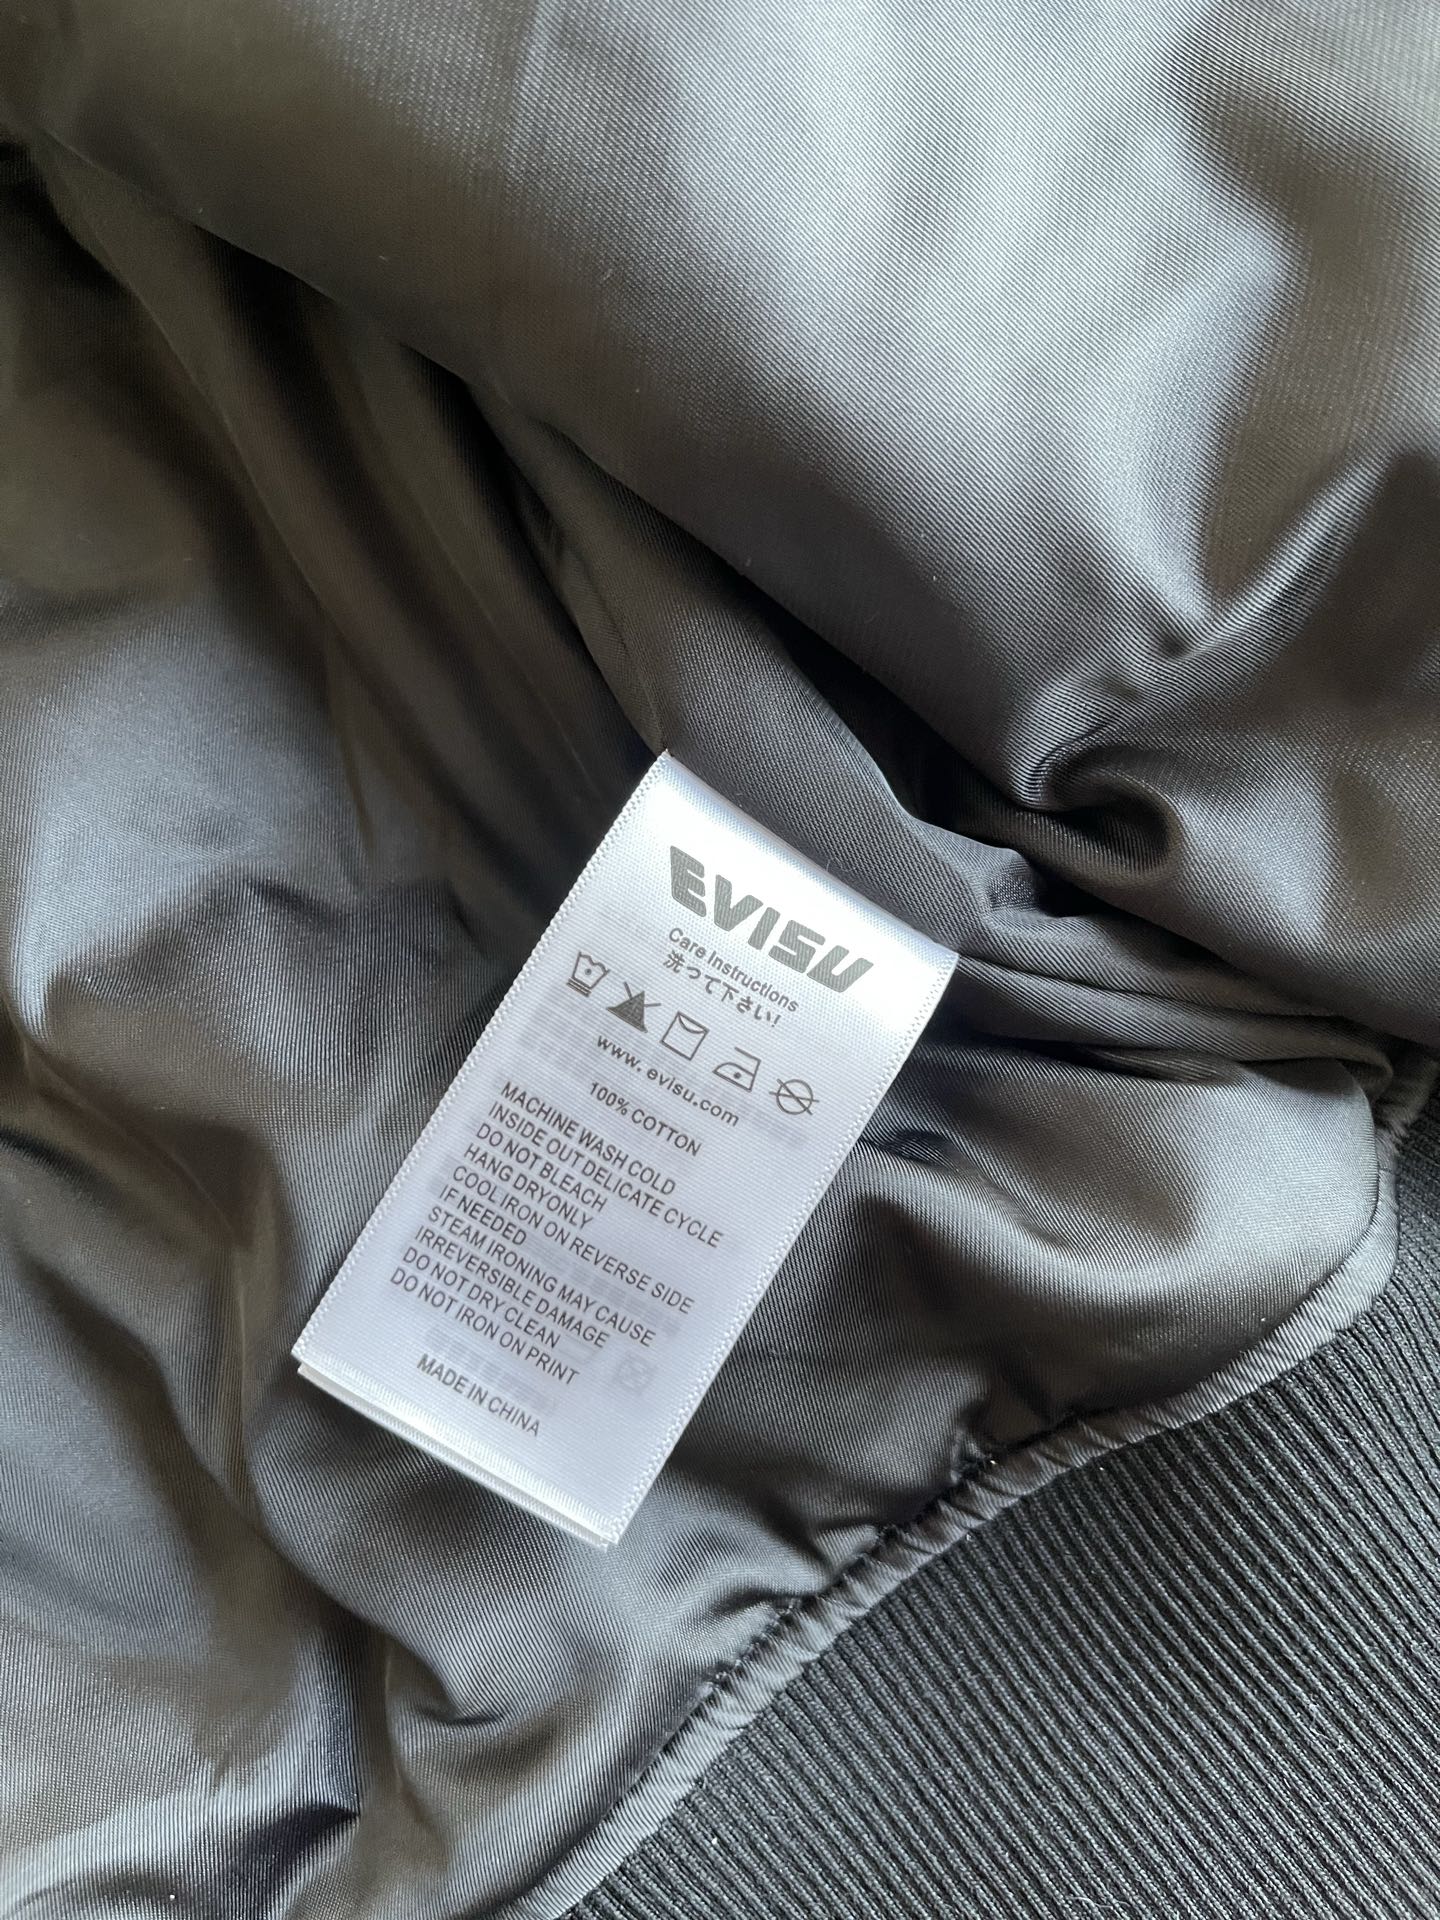 EVISU
Care Instructions
洗って下さい!
www.evisu.com
100% COTTON
MACHINE WASH COLD
INSIDE OUT DELICATE CYCLE
DO NOT BLEACH
HANG DRY ONLY
COOL IRON ON REVERSE SIDE
IF NEEDED
STEAM IRONING MAY CAUSE
IRREVERSIBLE DAMAGE
DO NOT DRY CLEAN
DO NOT IRON ON PRINT
MADE IN CHINA